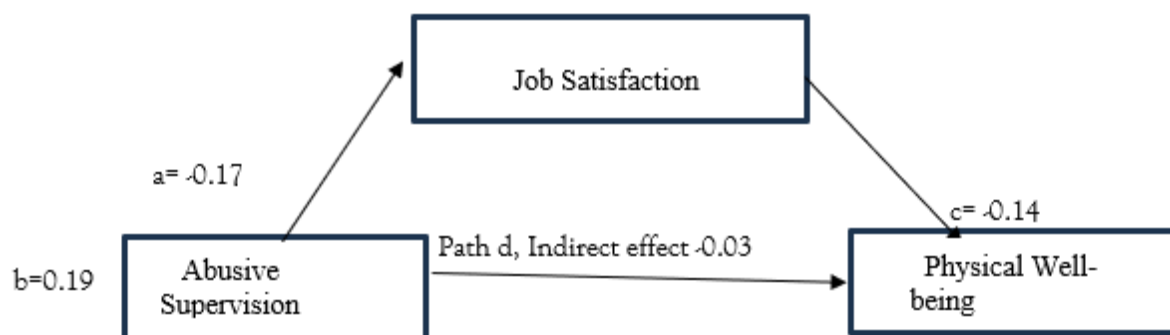 Job Satisfaction
a= -0.17
c= -0.14
Path d, Indirect effect -0.03
b=0.19
Abusive
Supervision
Physical Well-
being